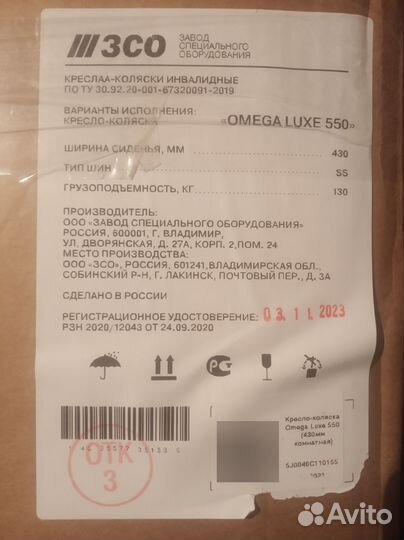 ЗСО
ЗАВОД
СПЕЦИАЛЬНОГО
ОБОРУДОВАНИЯ
КРЕСЛАА-КОЛЯСКИ ИНВАЛИДНЫЕ
ПО ТУ 30.92.20-001-67320091-2019
ВАРИАНТЫ ИСПОЛНЕНИЯ:
КРЕСЛО-КОЛЯСКА «OMEGA LUXE 550»
ШИРИНА СИДЕНЬЯ, ММ 430
ТИП ШИН SS
ГРУЗОПОДЪЕМНОСТЬ, КГ 130
ПРОИЗВОДИТЕЛЬ:
ООО «ЗАВОД СПЕЦИАЛЬНОГО ОБОРУДОВАНИЯ»
РОССИЯ, 600001, Г. ВЛАДИМИР,
УЛ. ДВОРЯНСКАЯ, Д. 27А, КОРП. 2, ПОМ. 24
МЕСТО ПРОИЗВОДСТВА:
ООО «ЗСО», РОССИЯ, 601241, ВЛАДИМИРСКАЯ ОБЛ.,
СОБИНСКИЙ Р-Н, Г. ЛАКИНСК, ПОЧТОВЫЙ ПЕР., Д. 3А
СДЕЛАНО В РОССИИ
РЕГИСТРАЦИОННОЕ УДОСТОВЕРЕНИЕ: 03.11.2023
РЗН 2020/12043 ОТ 24.09.2020
ОТК
3
Кресло-коляска
Omega Luxe 550
(430мм
комнатная)
Avito